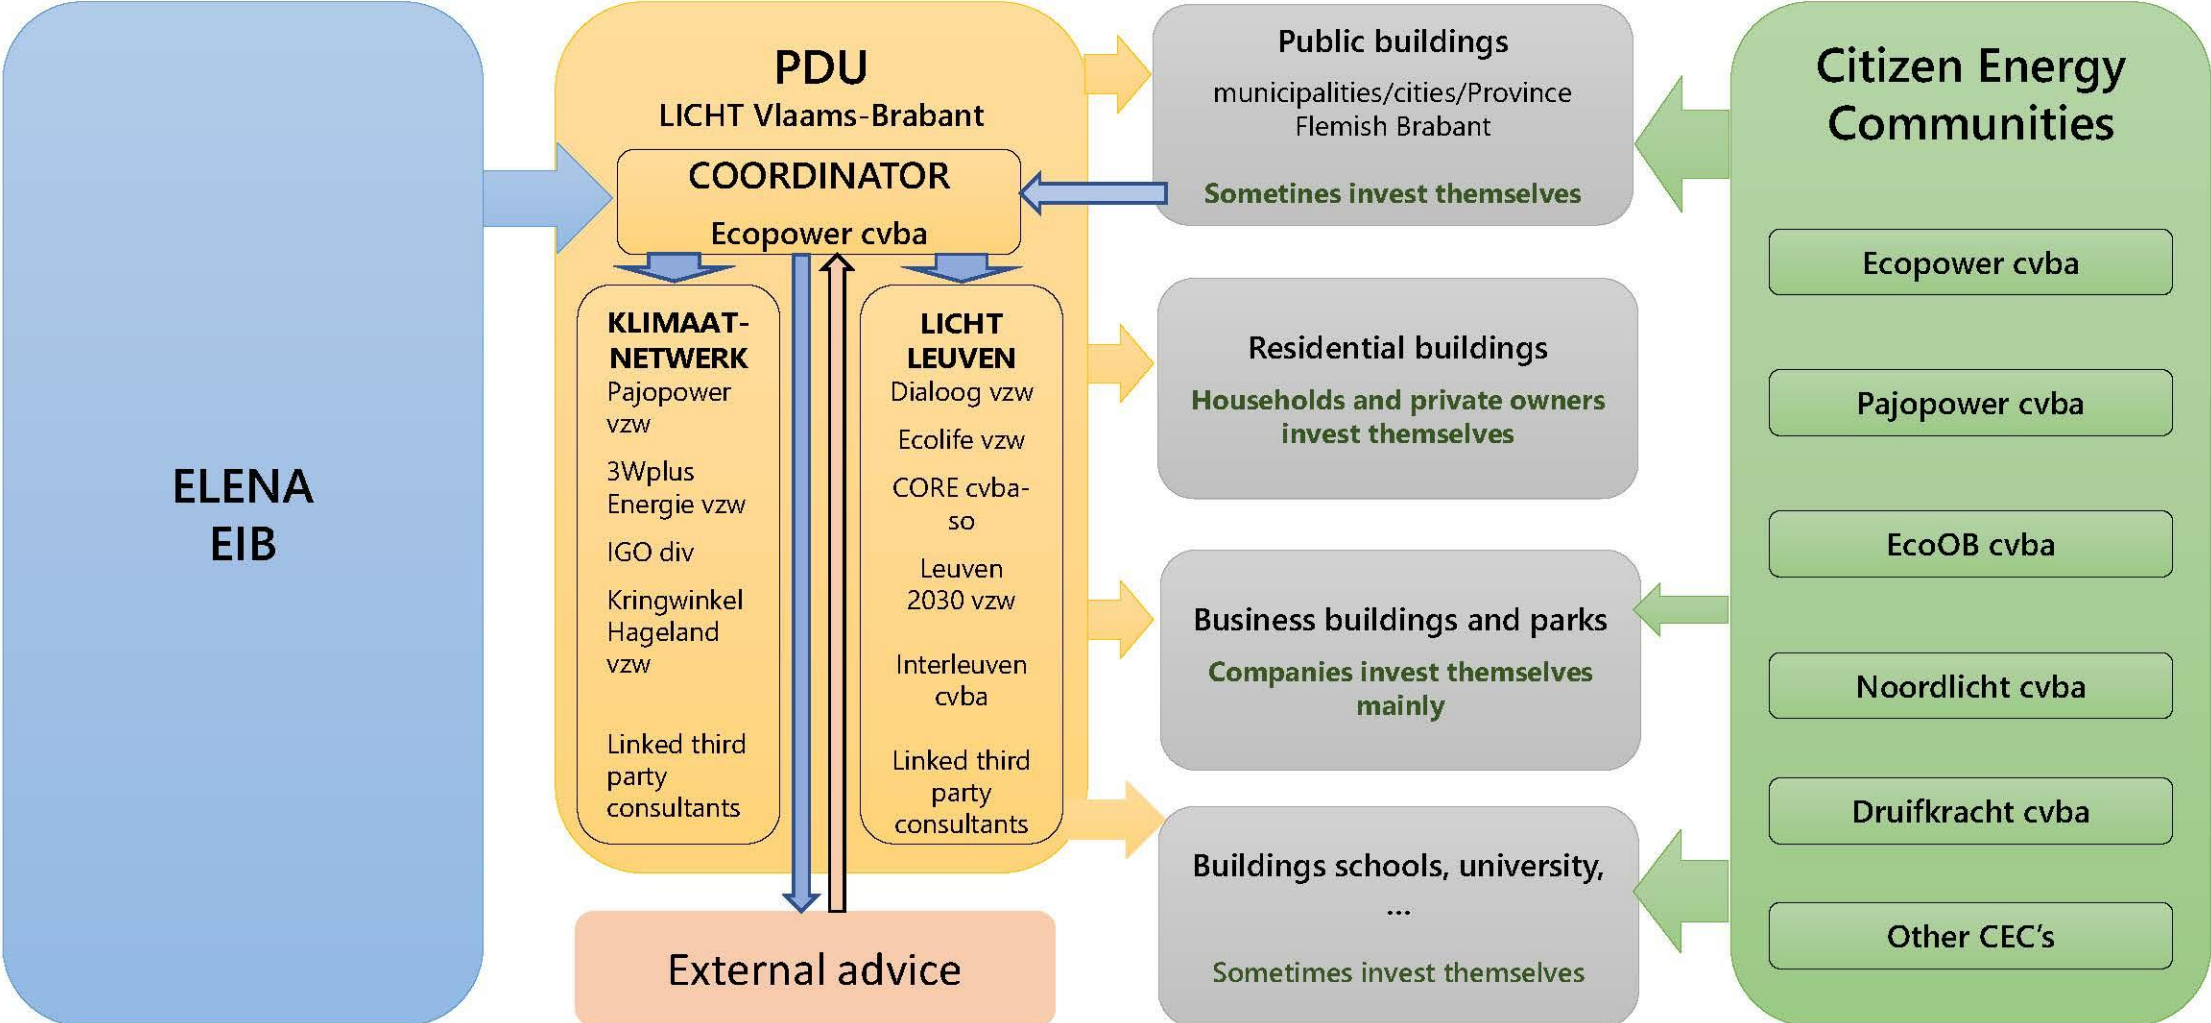 ELENA
EIB
PDU
LICHT Vlaams-Brabant
COORDINATOR
Ecopower cvba
KLIMAAT-
NETWERK
Pajopower
vzw
3Wplus
Energie vzw
IGO div
Kringwinkel
Hageland
vzw
Linked third
party
consultants
LICHT
LEUVEN
Dialoog vzw
Ecolife vzw
CORE cvba-
so
Leuven
2030 vzw
Interleuven
cvba
Linked third
party
consultants
External advice
Public buildings
municipalities/cities/Province
Flemish Brabant
Sometines invest themselves
Residential buildings
Households and private owners
invest themselves
Business buildings and parks
Companies invest themselves
mainly
Buildings schools, university,
...
Sometimes invest themselves
Citizen Energy
Communities
Ecopower cvba
Pajopower cvba
EcoOB cvba
Noordlicht cvba
Druifkracht cvba
Other CEC's